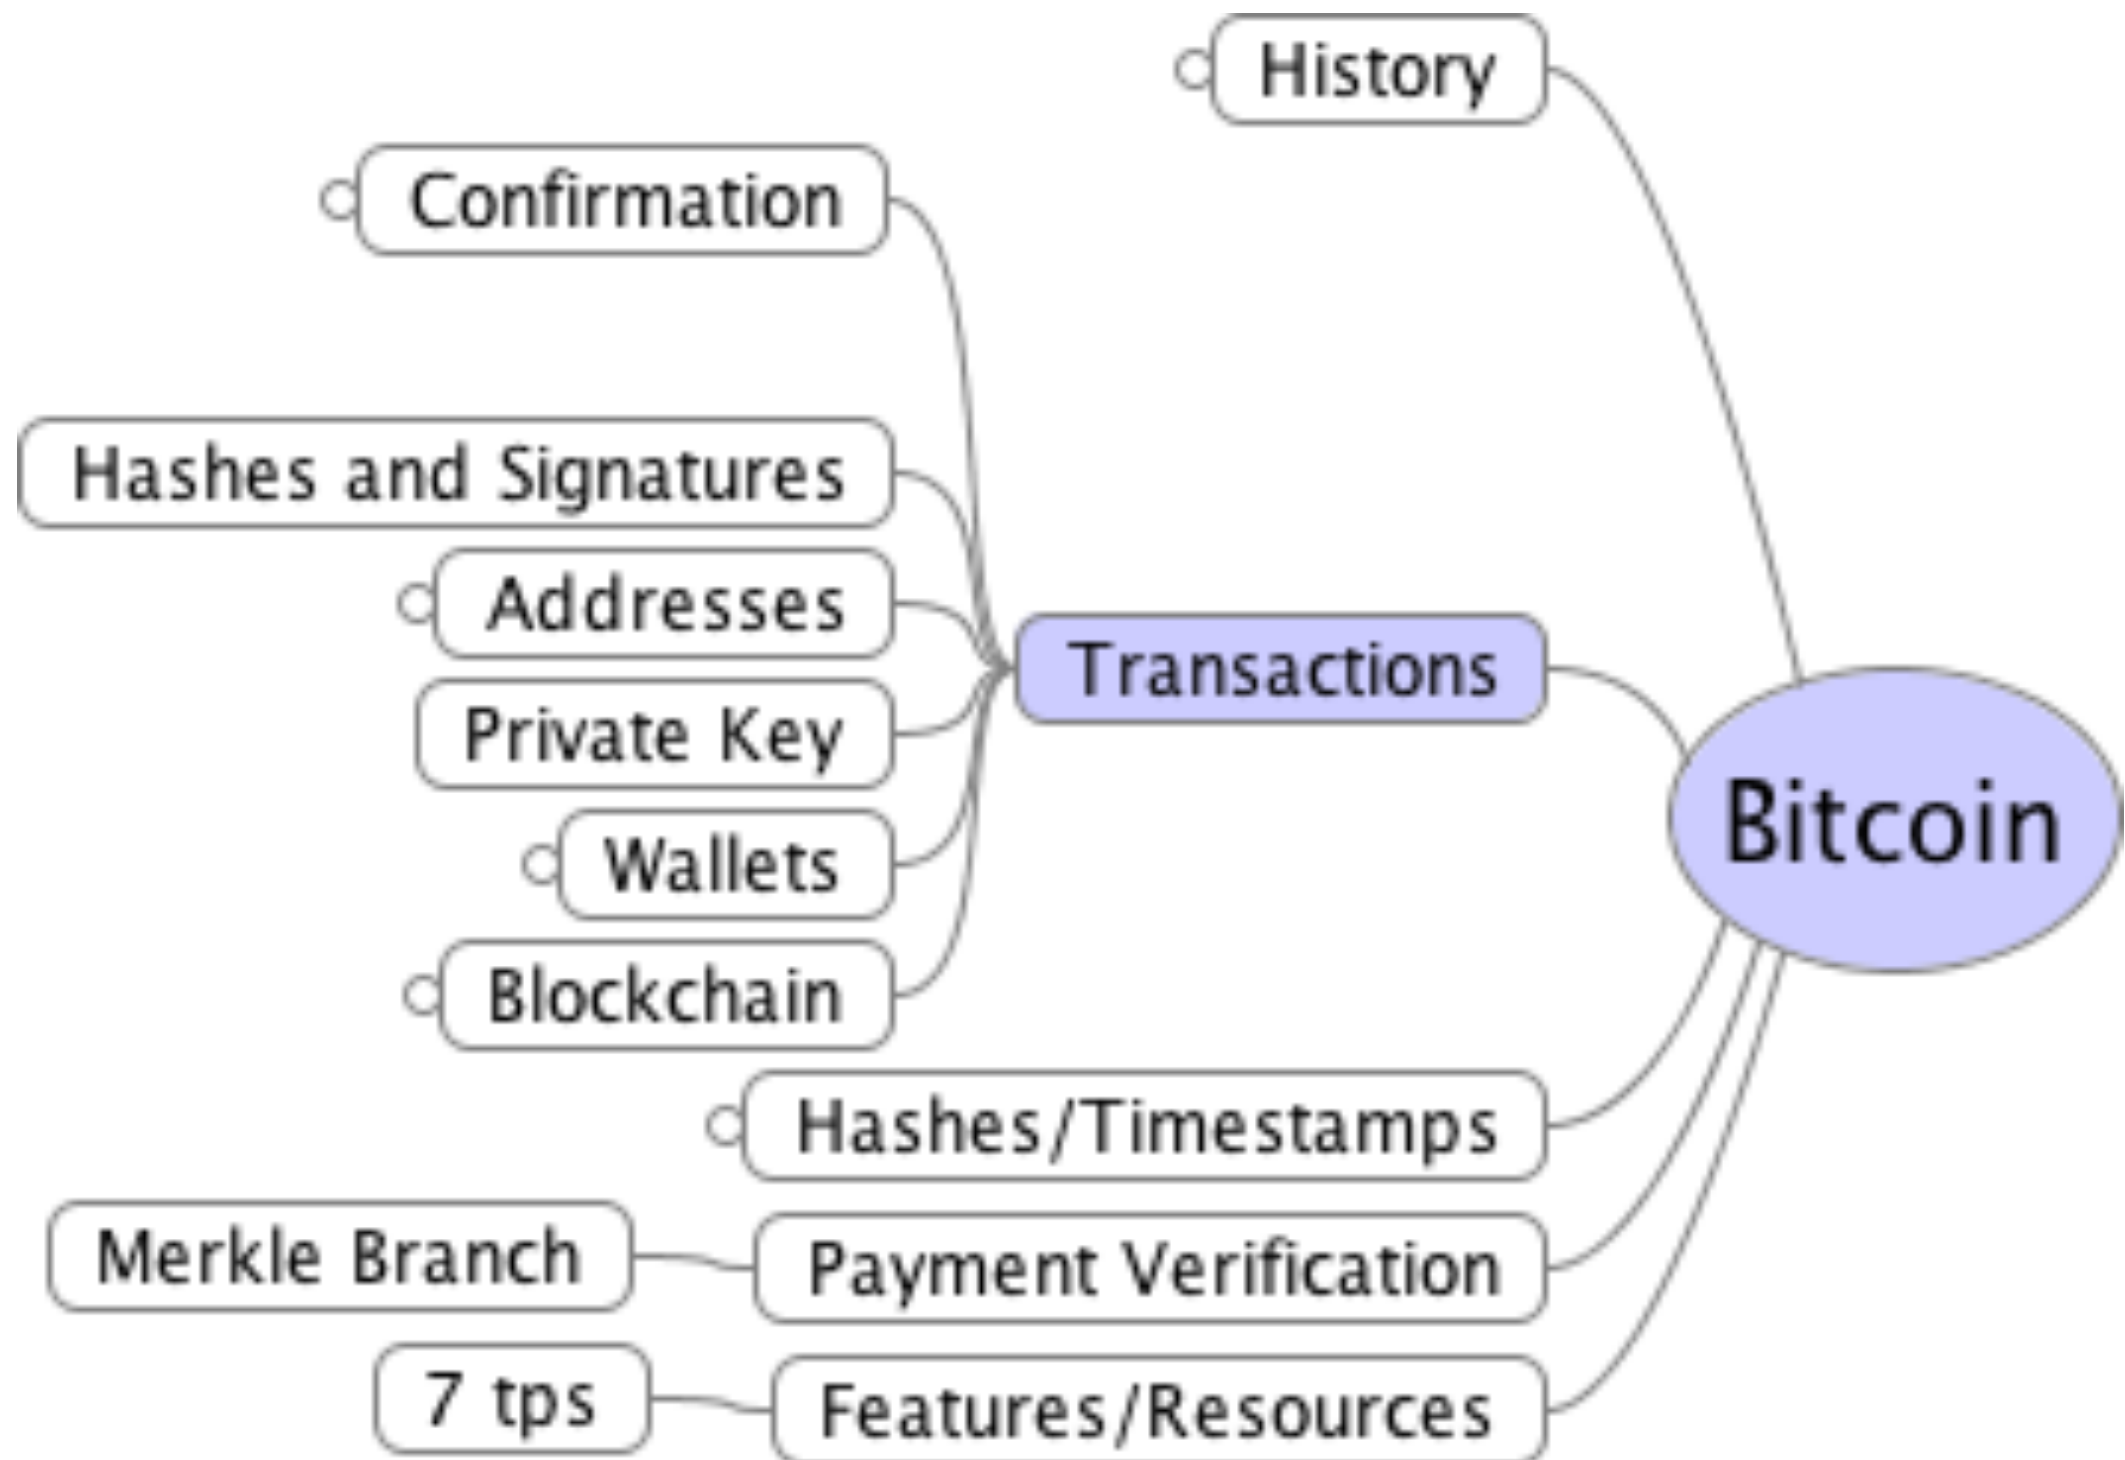 History
Confirmation
Hashes and Signatures
Addresses
Transactions
Private Key
Bitcoin
Wallets
Blockchain
Hashes/Timestamps
Merkle Branch
Payment Verification
7 tps
Features/Resources